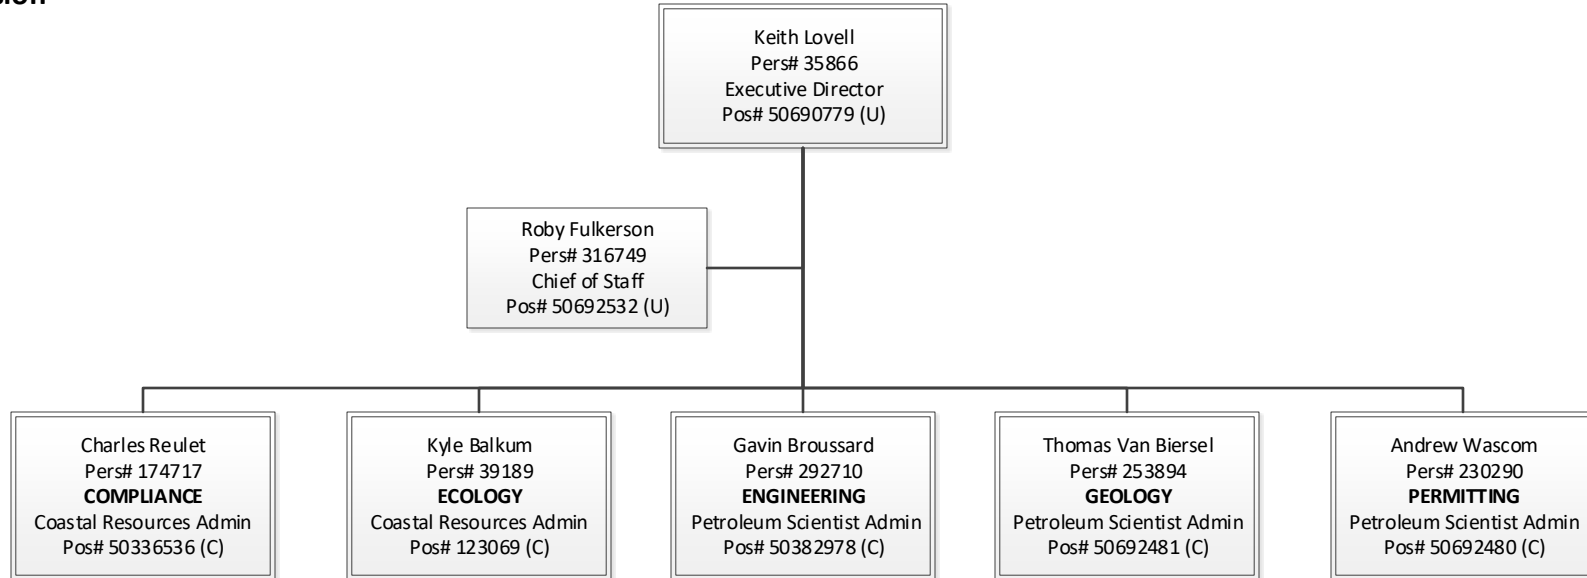 Keith Lovell
Pers# 35866
Executive Director
Pos# 50690779 (U)
Roby Fulkerson
Pers# 316749
Chief of Staff
Pos# 50692532 (U)
Charles Reulet
Pers# 174717
COMPLIANCE
Coastal Resources Admin
Pos# 50336536 (C)
Kyle Balkum
Pers# 39189
ECOLOGY
Coastal Resources Admin
Pos# 123069 (C)
Gavin Broussard
Pers# 292710
ENGINEERING
Petroleum Scientist Admin
Pos# 50382978 (C)
Thomas Van Biersel
Pers# 253894
GEOLOGY
Petroleum Scientist Admin
Pos# 50692481 (C)
Andrew Wascom
Pers# 230290
PERMITTING
Petroleum Scientist Admin
Pos# 50692480 (C)